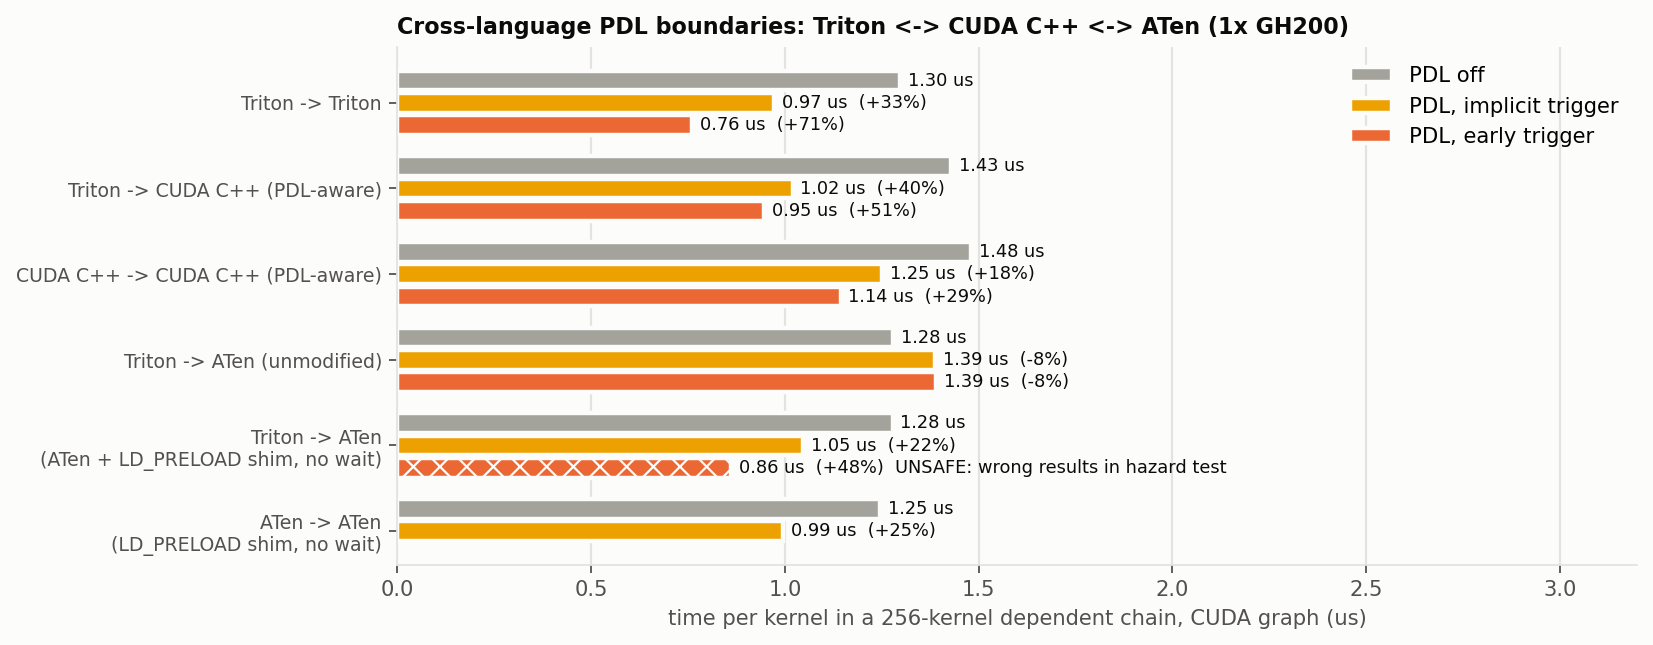 Cross-language PDL boundaries: Triton <-> CUDA C++ <-> ATen (1x GH200)
PDL off
PDL, implicit trigger
PDL, early trigger
Triton -> Triton
1.30 us
0.97 us (+33%)
0.76 us (+71%)
Triton -> CUDA C++ (PDL-aware)
1.43 us
1.02 us (+40%)
0.95 us (+51%)
CUDA C++ -> CUDA C++ (PDL-aware)
1.48 us
1.25 us (+18%)
1.14 us (+29%)
Triton -> ATen (unmodified)
1.28 us
1.39 us (-8%)
1.39 us (-8%)
Triton -> ATen
(ATen + LD_PRELOAD shim, no wait)
1.28 us
1.05 us (+22%)
0.86 us (+48%) UNSAFE: wrong results in hazard test
ATen -> ATen
(LD_PRELOAD shim, no wait)
1.25 us
0.99 us (+25%)
0.0 0.5 1.0 1.5 2.0 2.5 3.0
time per kernel in a 256-kernel dependent chain, CUDA graph (us)